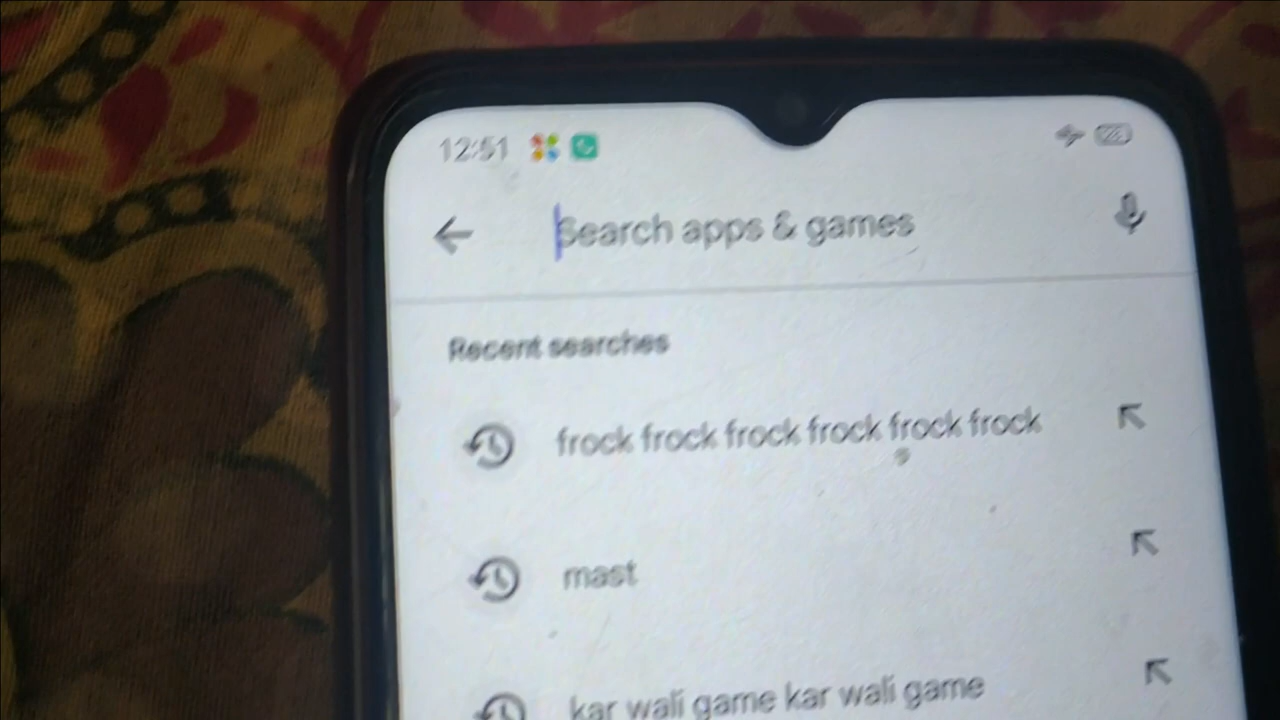 12:51
Search apps & games
Recent searches
frock frock frock frock frock frock
mast
kar wali game kar wali game